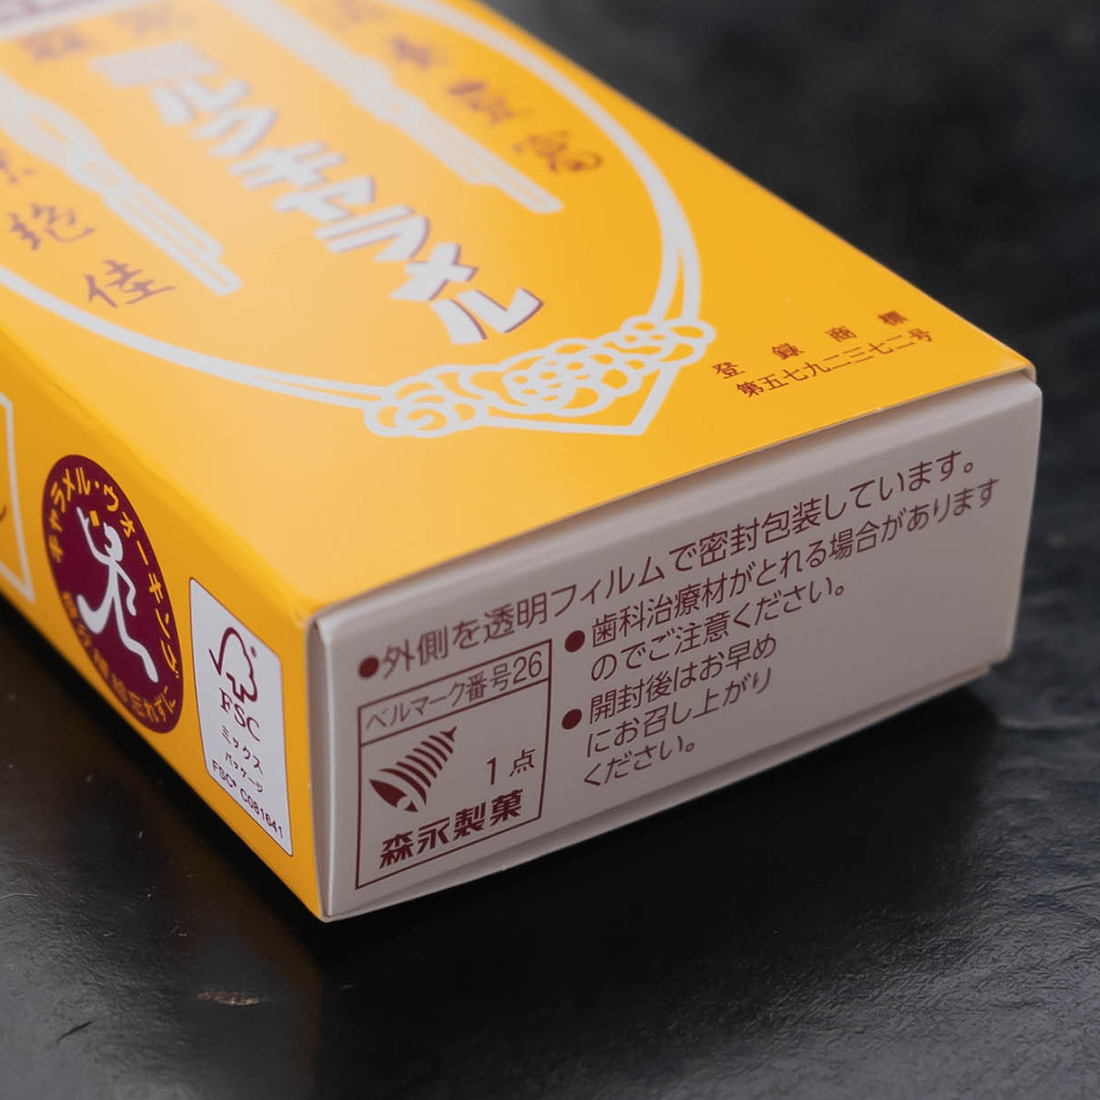 ミルクキャラメル
滋養豊富
絶佳
登録商標
第五七九二三七二号
キャラメル・ウォーキング
FSC
ミックス
パッケージ
FSC® C081641
●外側を透明フィルムで密封包装しています。
ベルマーク番号26
1点
森永製菓
●歯科治療材がとれる場合があります
のでご注意ください。
●開封後はお早め
にお召し上がり
ください。